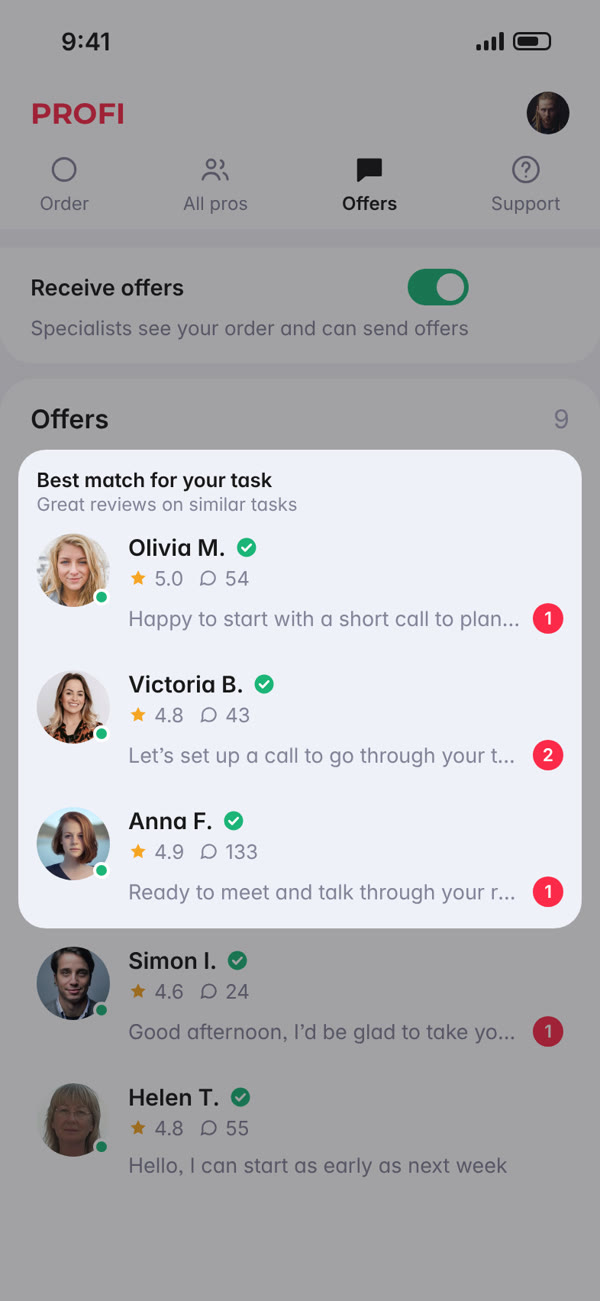 9:41
PROFI
Order
All pros
Offers
Support
Receive offers
Specialists see your order and can send offers
Offers 9
Best match for your task
Great reviews on similar tasks
Olivia M.
5.0 54
Happy to start with a short call to plan... 1
Victoria B.
4.8 43
Let’s set up a call to go through your t... 2
Anna F.
4.9 133
Ready to meet and talk through your r... 1
Simon I.
4.6 24
Good afternoon, I’d be glad to take yo... 1
Helen T.
4.8 55
Hello, I can start as early as next week